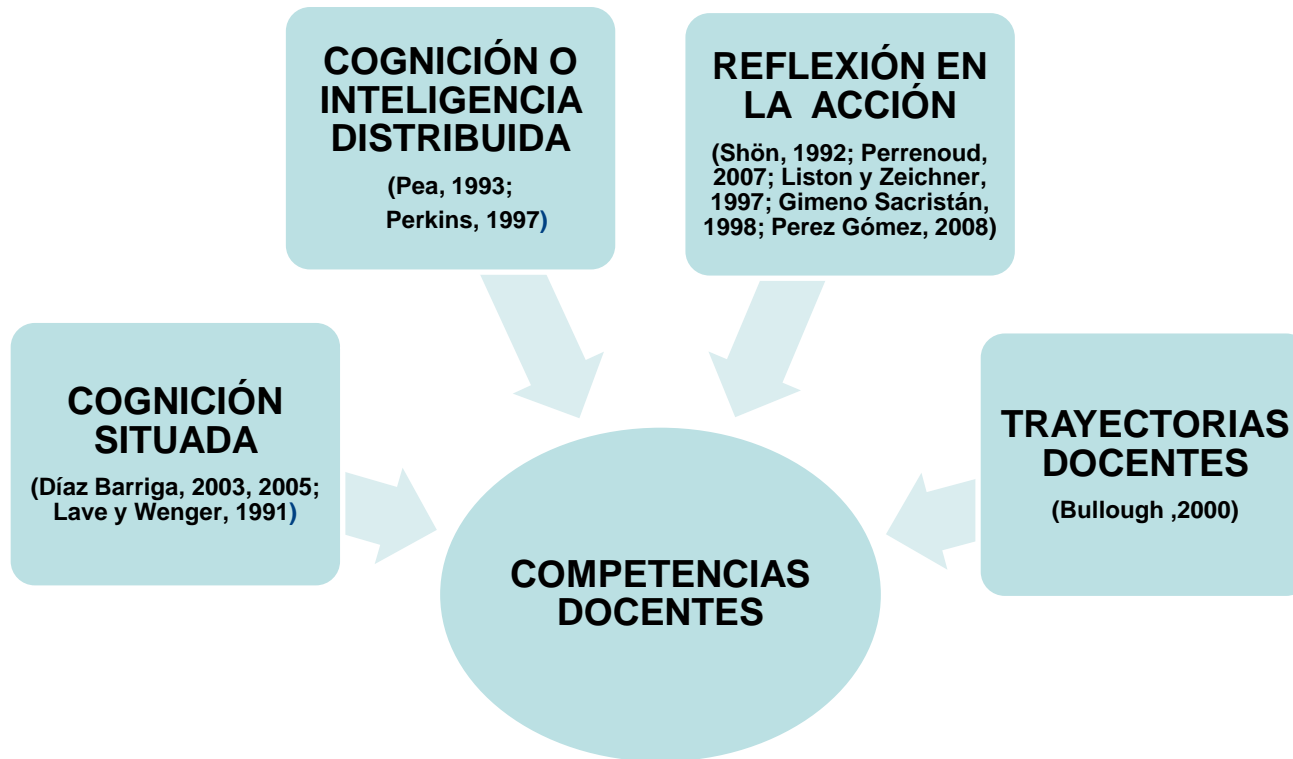 COGNICIÓN O
INTELIGENCIA
DISTRIBUIDA
(Pea, 1993;
Perkins, 1997)
REFLEXIÓN EN
LA ACCIÓN
(Shön, 1992; Perrenoud,
2007; Liston y Zeichner,
1997; Gimeno Sacristán,
1998; Perez Gómez, 2008)
COGNICIÓN
SITUADA
(Díaz Barriga, 2003, 2005;
Lave y Wenger, 1991)
TRAYECTORIAS
DOCENTES
(Bullough ,2000)
COMPETENCIAS
DOCENTES